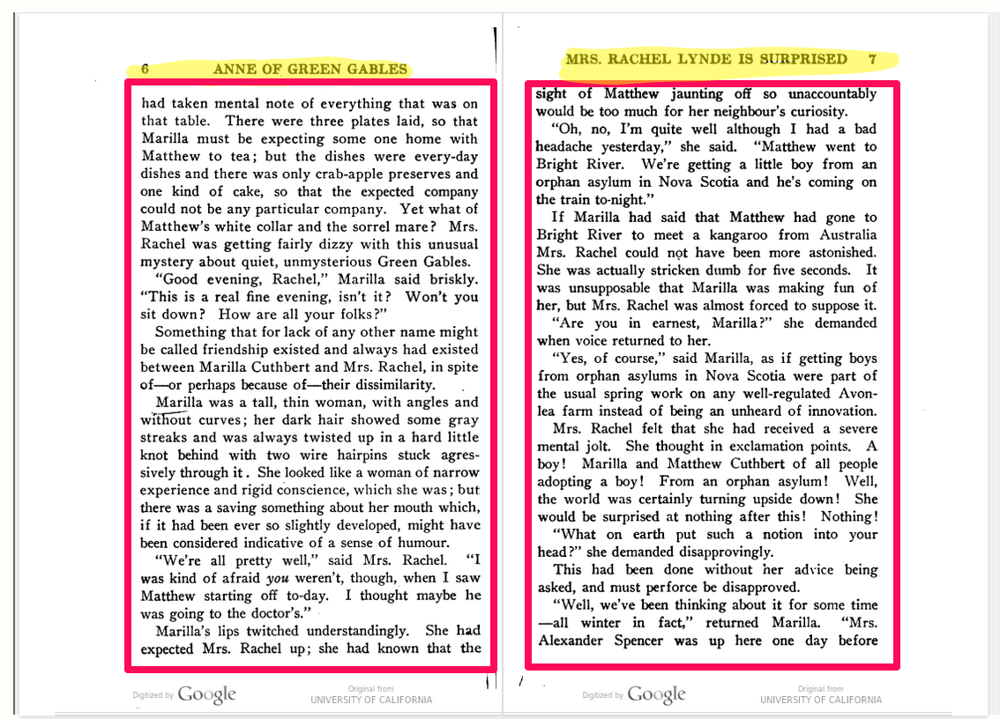 6 ANNE OF GREEN GABLES
had taken mental note of everything that was on
that table. There were three plates laid, so that
Marilla must be expecting some one home with
Matthew to tea; but the dishes were every-day
dishes and there was only crab-apple preserves and
one kind of cake, so that the expected company
could not be any particular company. Yet what of
Matthew's white collar and the sorrel mare? Mrs.
Rachel was getting fairly dizzy with this unusual
mystery about quiet, unmysterious Green Gables.
“Good evening, Rachel,” Marilla said briskly.
“This is a real fine evening, isn't it? Won't you
sit down? How are all your folks?”
Something that for lack of any other name might
be called friendship existed and always had existed
between Marilla Cuthbert and Mrs. Rachel, in spite
of—or perhaps because of—their dissimilarity.
Marilla was a tall, thin woman, with angles and
without curves; her dark hair showed some gray
streaks and was always twisted up in a hard little
knot behind with two wire hairpins stuck agres-
sively through it. She looked like a woman of narrow
experience and rigid conscience, which she was; but
there was a saving something about her mouth which,
if it had been ever so slightly developed, might have
been considered indicative of a sense of humour.
“We're all pretty well,” said Mrs. Rachel. “I
was kind of afraid you weren't, though, when I saw
Matthew starting off to-day. I thought maybe he
was going to the doctor's.”
Marilla's lips twitched understandingly. She had
expected Mrs. Rachel up; she had known that the
Digitized by Google
Original from
UNIVERSITY OF CALIFORNIA
MRS. RACHEL LYNDE IS SURPRISED 7
sight of Matthew jaunting off so unaccountably
would be too much for her neighbour's curiosity.
“Oh, no, I'm quite well although I had a bad
headache yesterday,” she said. “Matthew went to
Bright River. We're getting a little boy from an
orphan asylum in Nova Scotia and he's coming on
the train to-night.”
If Marilla had said that Matthew had gone to
Bright River to meet a kangaroo from Australia
Mrs. Rachel could not have been more astonished.
She was actually stricken dumb for five seconds. It
was unsupposable that Marilla was making fun of
her, but Mrs. Rachel was almost forced to suppose it.
“Are you in earnest, Marilla?” she demanded
when voice returned to her.
“Yes, of course,” said Marilla, as if getting boys
from orphan asylums in Nova Scotia were part of
the usual spring work on any well-regulated Avon-
lea farm instead of being an unheard of innovation.
Mrs. Rachel felt that she had received a severe
mental jolt. She thought in exclamation points. A
boy! Marilla and Matthew Cuthbert of all people
adopting a boy! From an orphan asylum! Well,
the world was certainly turning upside down! She
would be surprised at nothing after this! Nothing!
“What on earth put such a notion into your
head?” she demanded disapprovingly.
This had been done without her advice being
asked, and must perforce be disapproved.
“Well, we've been thinking about it for some time
—all winter in fact,” returned Marilla. “Mrs.
Alexander Spencer was up here one day before
Digitized by Google
Original from
UNIVERSITY OF CALIFORNIA